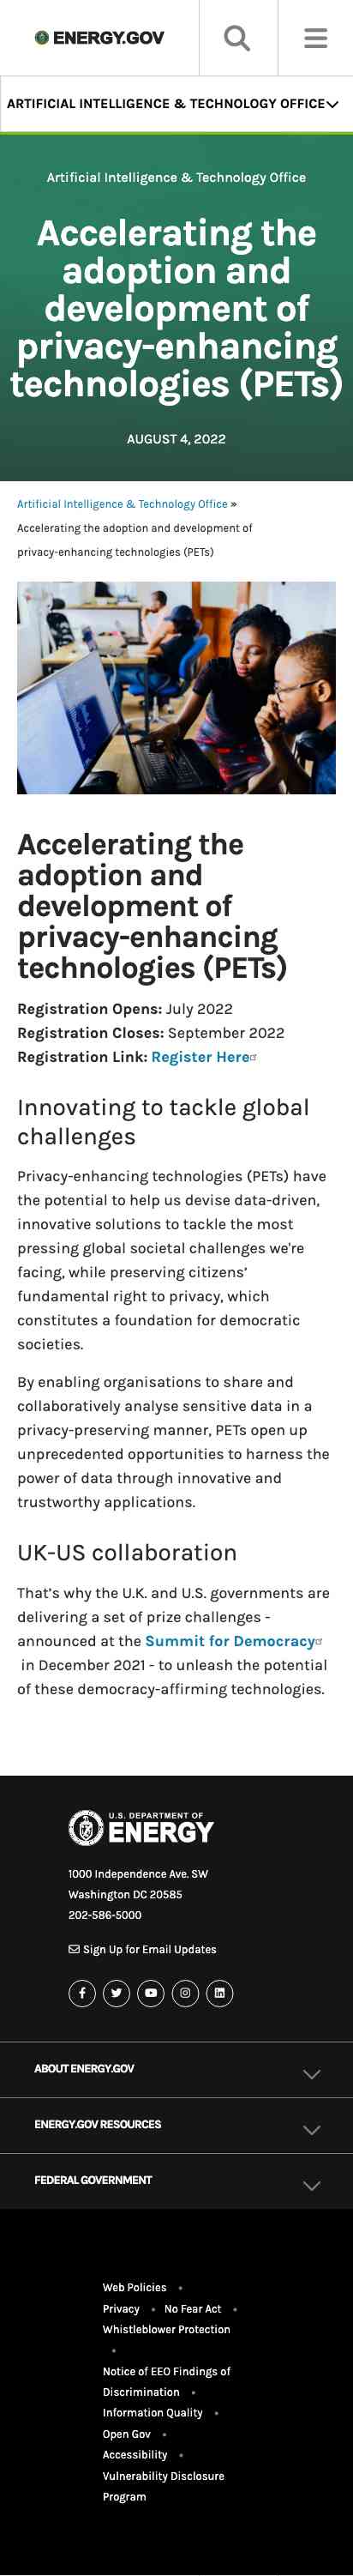 ENERGY.GOV
ARTIFICIAL INTELLIGENCE & TECHNOLOGY OFFICE
Artificial Intelligence & Technology Office
Accelerating the
adoption and
development of
privacy-enhancing
technologies (PETs)
AUGUST 4, 2022
Artificial Intelligence & Technology Office »
Accelerating the adoption and development of
privacy-enhancing technologies (PETs)
Accelerating the
adoption and
development of
privacy-enhancing
technologies (PETs)
Registration Opens: July 2022
Registration Closes: September 2022
Registration Link: Register Here
Innovating to tackle global
challenges
Privacy-enhancing technologies (PETs) have
the potential to help us devise data-driven,
innovative solutions to tackle the most
pressing global societal challenges we're
facing, while preserving citizens’
fundamental right to privacy, which
constitutes a foundation for democratic
societies.
By enabling organisations to share and
collaboratively analyse sensitive data in a
privacy-preserving manner, PETs open up
unprecedented opportunities to harness the
power of data through innovative and
trustworthy applications.
UK-US collaboration
That’s why the U.K. and U.S. governments are
delivering a set of prize challenges -
announced at the Summit for Democracy
in December 2021 - to unleash the potential
of these democracy-affirming technologies.
U.S. DEPARTMENT OF
ENERGY
1000 Independence Ave. SW
Washington DC 20585
202-586-5000
Sign Up for Email Updates
ABOUT ENERGY.GOV
ENERGY.GOV RESOURCES
FEDERAL GOVERNMENT
Web Policies •
Privacy • No Fear Act •
Whistleblower Protection
•
Notice of EEO Findings of
Discrimination •
Information Quality •
Open Gov •
Accessibility •
Vulnerability Disclosure
Program